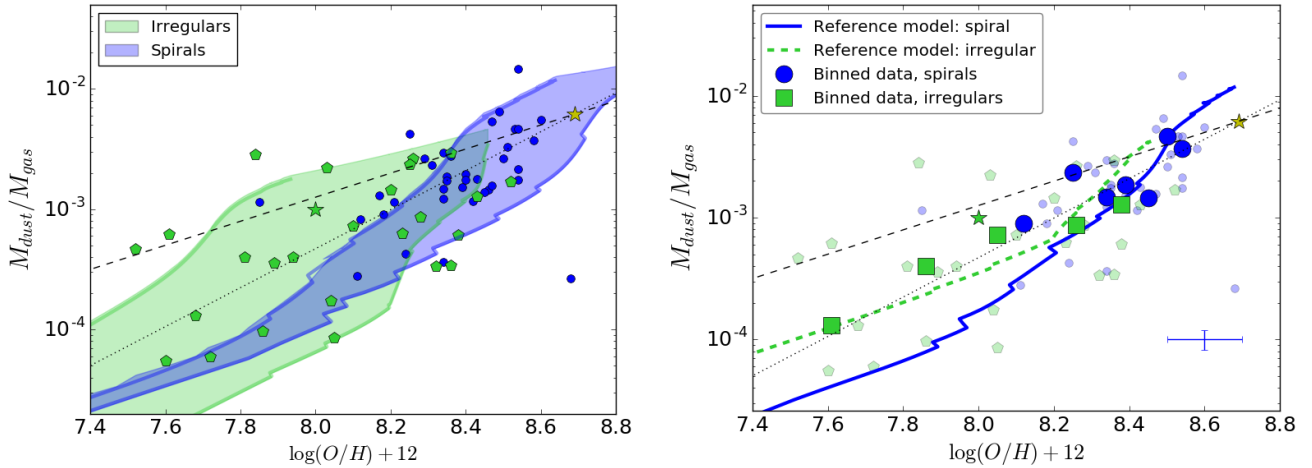 Irregulars
Spirals
M_dust/M_gas
10^-2
10^-3
10^-4
7.4 7.6 7.8 8.0 8.2 8.4 8.6 8.8
log(O/H) + 12
Reference model: spiral
Reference model: irregular
Binned data, spirals
Binned data, irregulars
M_dust/M_gas
10^-2
10^-3
10^-4
7.4 7.6 7.8 8.0 8.2 8.4 8.6 8.8
log(O/H) + 12